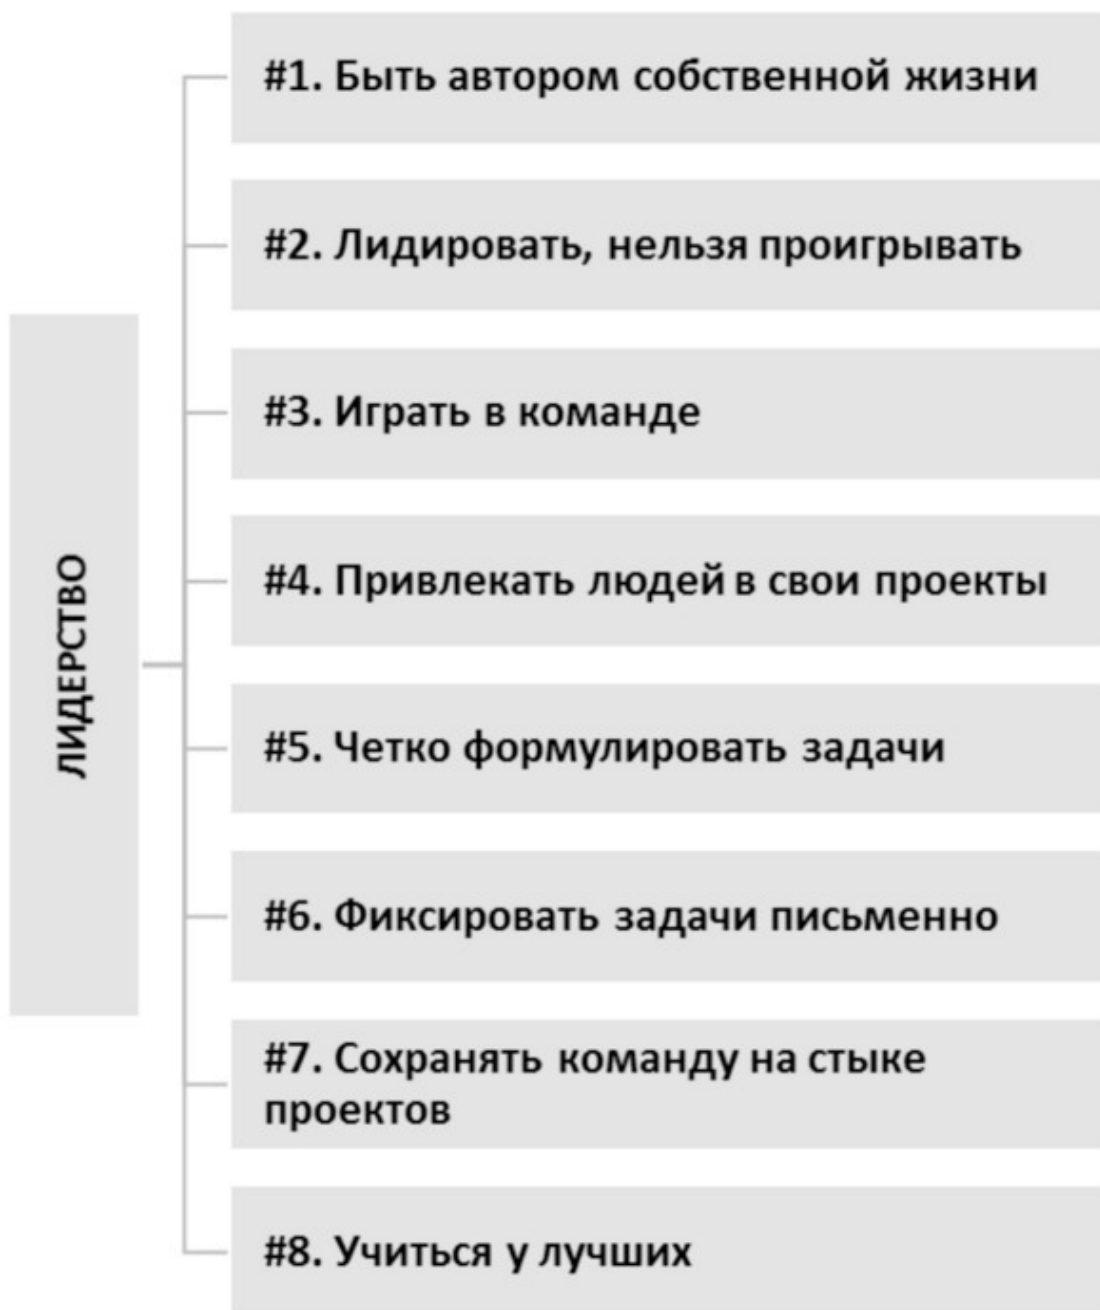 ЛИДЕРСТВО
#1. Быть автором собственной жизни
#2. Лидировать, нельзя проигрывать
#3. Играть в команде
#4. Привлекать людей в свои проекты
#5. Четко формулировать задачи
#6. Фиксировать задачи письменно
#7. Сохранять команду на стыке
проектов
#8. Учиться у лучших